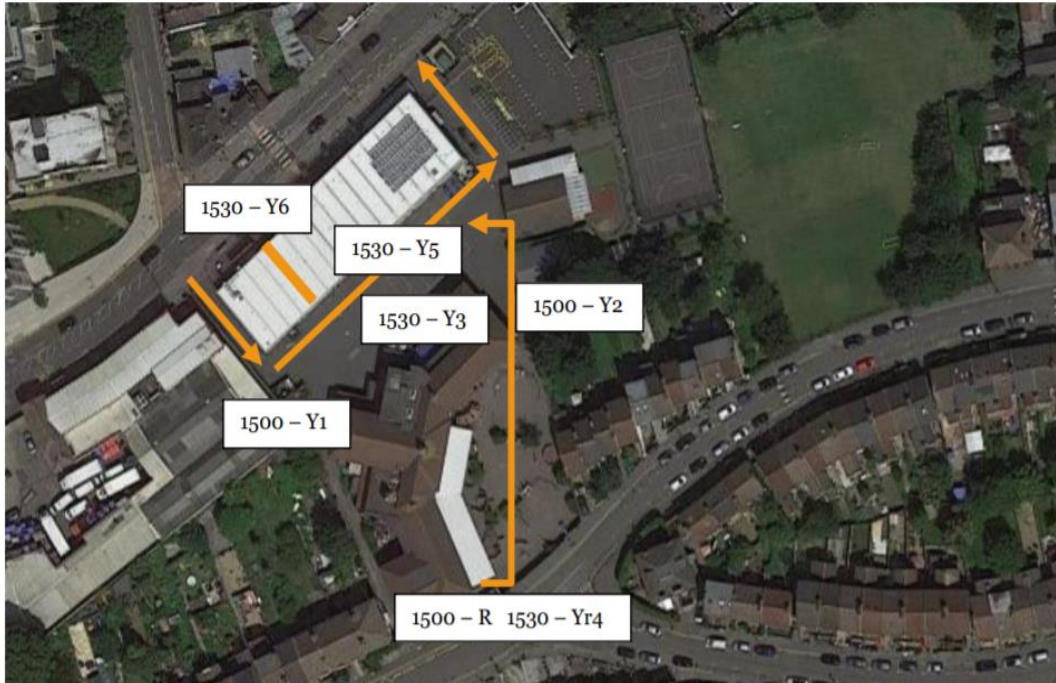 1530 – Y6
1530 – Y5
1500 – Y2
1530 – Y3
1500 – Y1
1500 – R 1530 – Yr4